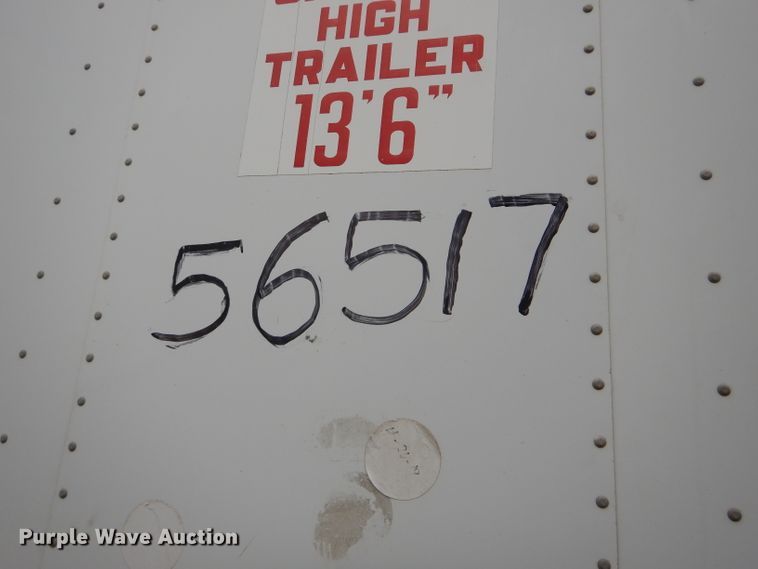 HIGH
TRAILER
13'6"
56517
Purple Wave Auction